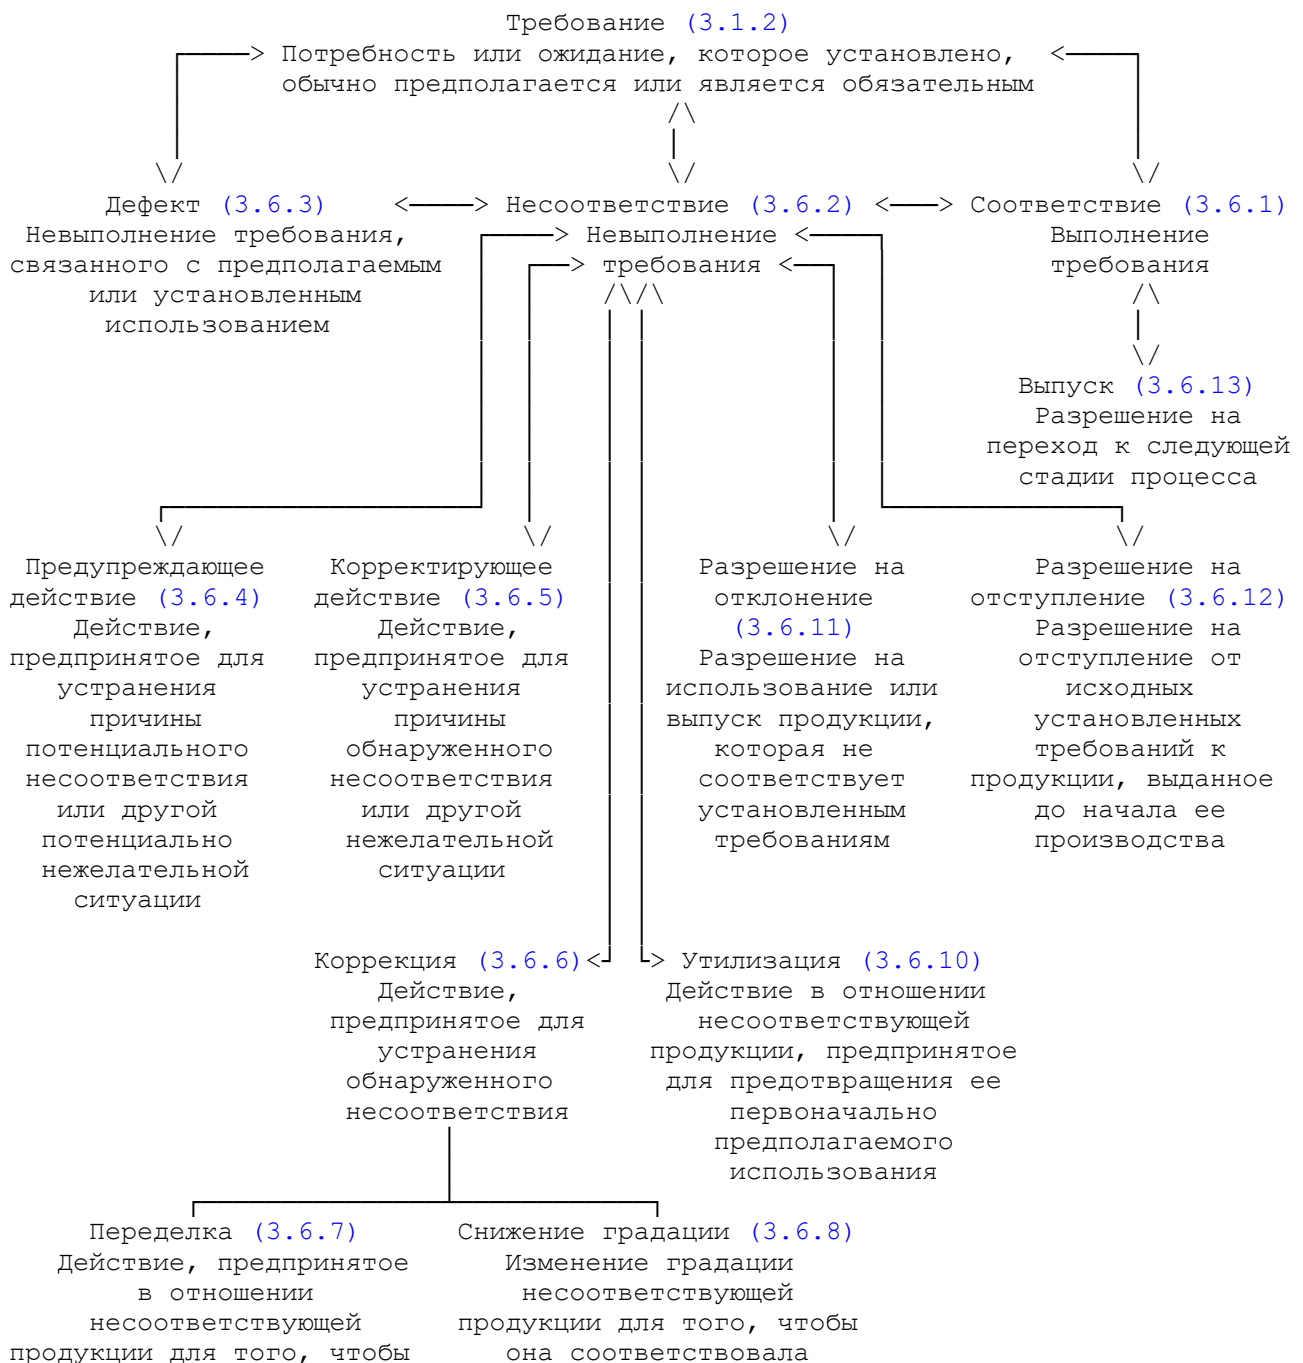 Требование (3.1.2)
Потребность или ожидание, которое установлено,
обычно предполагается или является обязательным
Дефект (3.6.3)
Невыполнение требования,
связанного с предполагаемым
или установленным
использованием
Несоответствие (3.6.2)
Невыполнение
требования
Соответствие (3.6.1)
Выполнение
требования
Выпуск (3.6.13)
Разрешение на
переход к следующей
стадии процесса
Предупреждающее
действие (3.6.4)
Действие,
предпринятое для
устранения
причины
потенциального
несоответствия
или другой
потенциально
нежелательной
ситуации
Корректирующее
действие (3.6.5)
Действие,
предпринятое для
устранения
причины
обнаруженного
несоответствия
или другой
нежелательной
ситуации
Разрешение на
отклонение
(3.6.11)
Разрешение на
использование или
выпуск продукции,
которая не
соответствует
установленным
требованиям
Разрешение на
отступление (3.6.12)
Разрешение на
отступление от
исходных
установленных
требований к
продукции, выданное
до начала ее
производства
Коррекция (3.6.6)
Действие,
предпринятое для
устранения
обнаруженного
несоответствия
Утилизация (3.6.10)
Действие в отношении
несоответствующей
продукции, предпринятое
для предотвращения ее
первоначально
предполагаемого
использования
Переделка (3.6.7)
Действие, предпринятое
в отношении
несоответствующей
продукции для того, чтобы
Снижение градации (3.6.8)
Изменение градации
несоответствующей
продукции для того, чтобы
она соответствовала